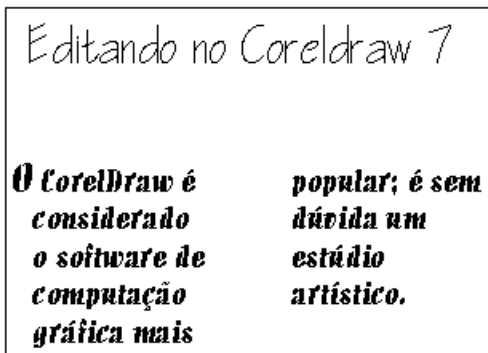 Editando no Coreldraw 7
O CorelDraw é
considerado
o software de
computação
gráfica mais
popular; é sem
dúvida um
estúdio
artístico.